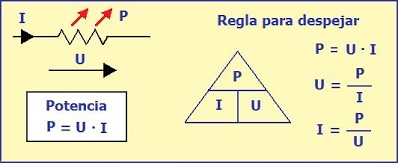 I P
U
Potencia
P = U · I
Regla para despejar
P
I U
P = U · I
U = P / I
I = P / U